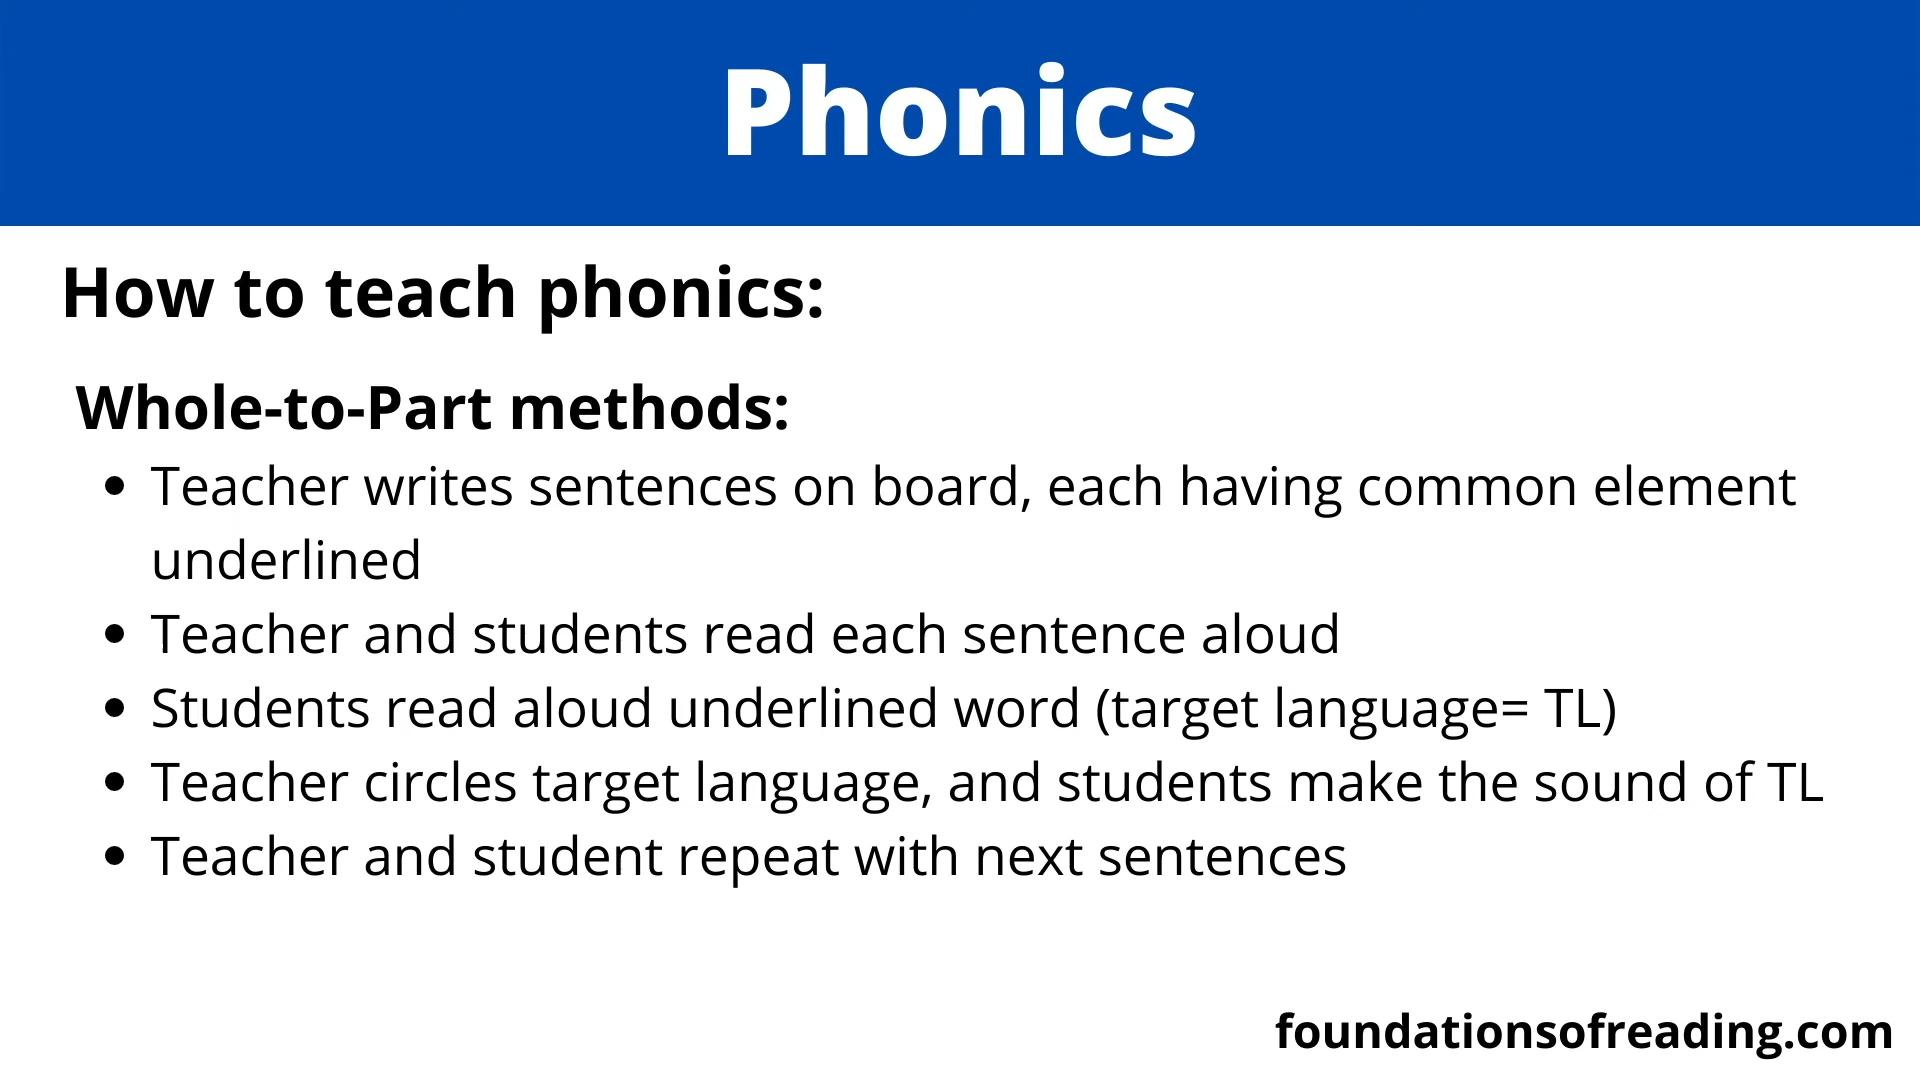 Phonics
How to teach phonics:
Whole-to-Part methods:
• Teacher writes sentences on board, each having common element
underlined
• Teacher and students read each sentence aloud
• Students read aloud underlined word (target language= TL)
• Teacher circles target language, and students make the sound of TL
• Teacher and student repeat with next sentences
foundationsofreading.com